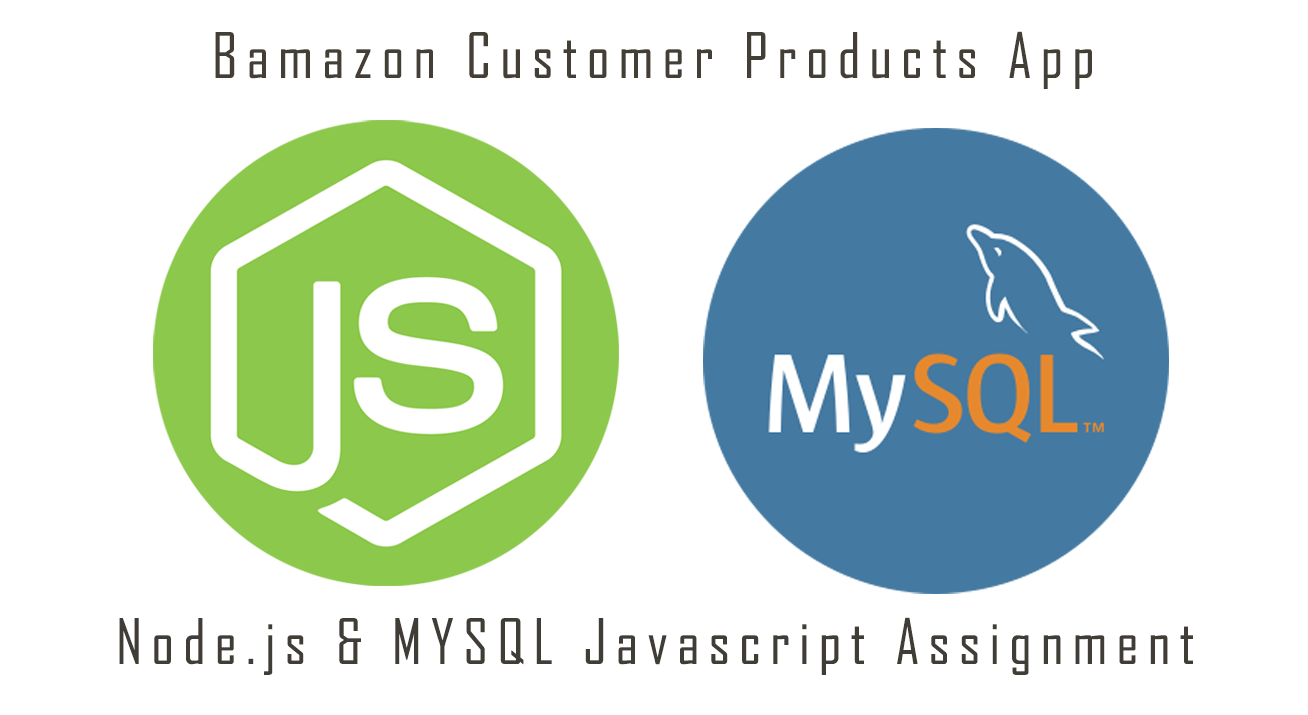 Bamazon Customer Products App
JS
MySQL™
Node.js & MYSQL Javascript Assignment